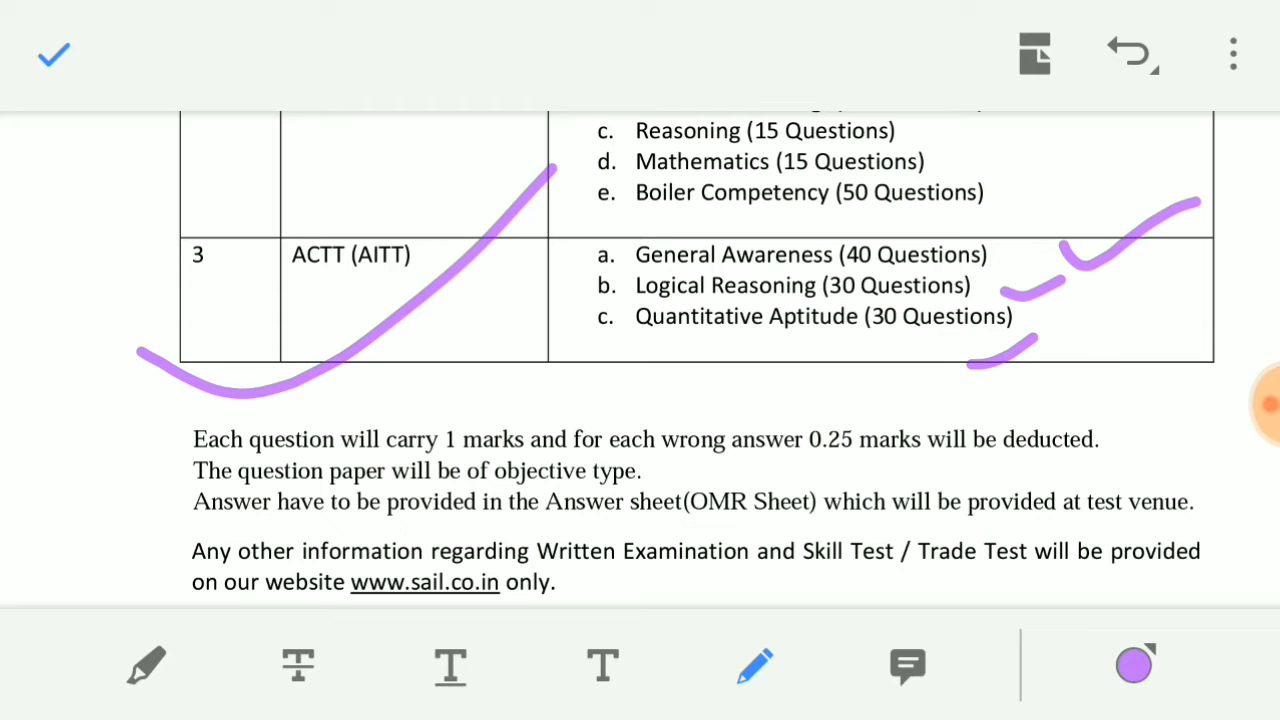 c. Reasoning (15 Questions)
d. Mathematics (15 Questions)
e. Boiler Competency (50 Questions)
3 ACTT (AITT) a. General Awareness (40 Questions)
b. Logical Reasoning (30 Questions)
c. Quantitative Aptitude (30 Questions)
Each question will carry 1 marks and for each wrong answer 0.25 marks will be deducted.
The question paper will be of objective type.
Answer have to be provided in the Answer sheet(OMR Sheet) which will be provided at test venue.
Any other information regarding Written Examination and Skill Test / Trade Test will be provided
on our website www.sail.co.in only.
T T T